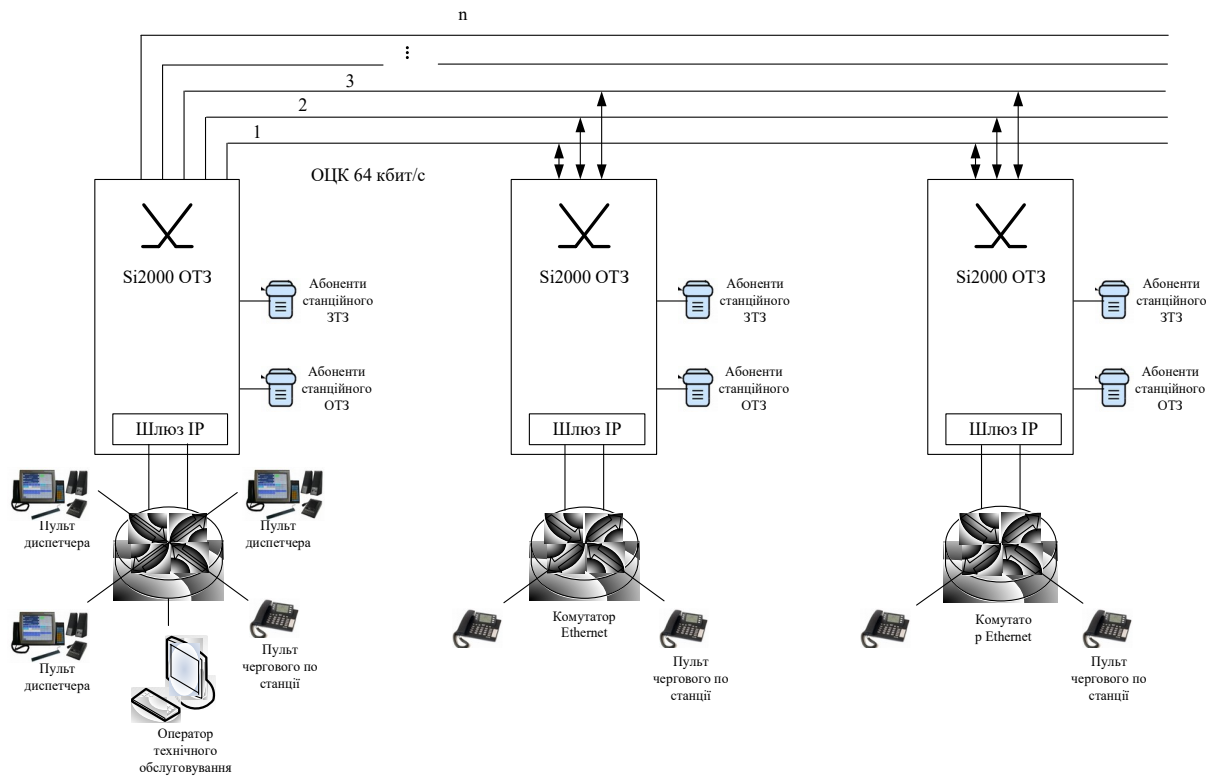 n
...
3
2
1
ОЦК 64 кбит/с
Si2000 ОТЗ
Si2000 ОТЗ
Si2000 ОТЗ
Абоненти
станційного
ЗТЗ
Абоненти
станційного
ЗТЗ
Абоненти
станційного
ЗТЗ
Абоненти
станційного
ОТЗ
Абоненти
станційного
ОТЗ
Абоненти
станційного
ОТЗ
Шлюз IP
Шлюз IP
Шлюз IP
Пульт
диспетчера
Пульт
диспетчера
Комутатор
Ethernet
Комутато
р Ethernet
Пульт
диспетчера
Пульт
чергового по
станції
Пульт
чергового по
станції
Пульт
чергового по
станції
Оператор
технічного
обслуговування